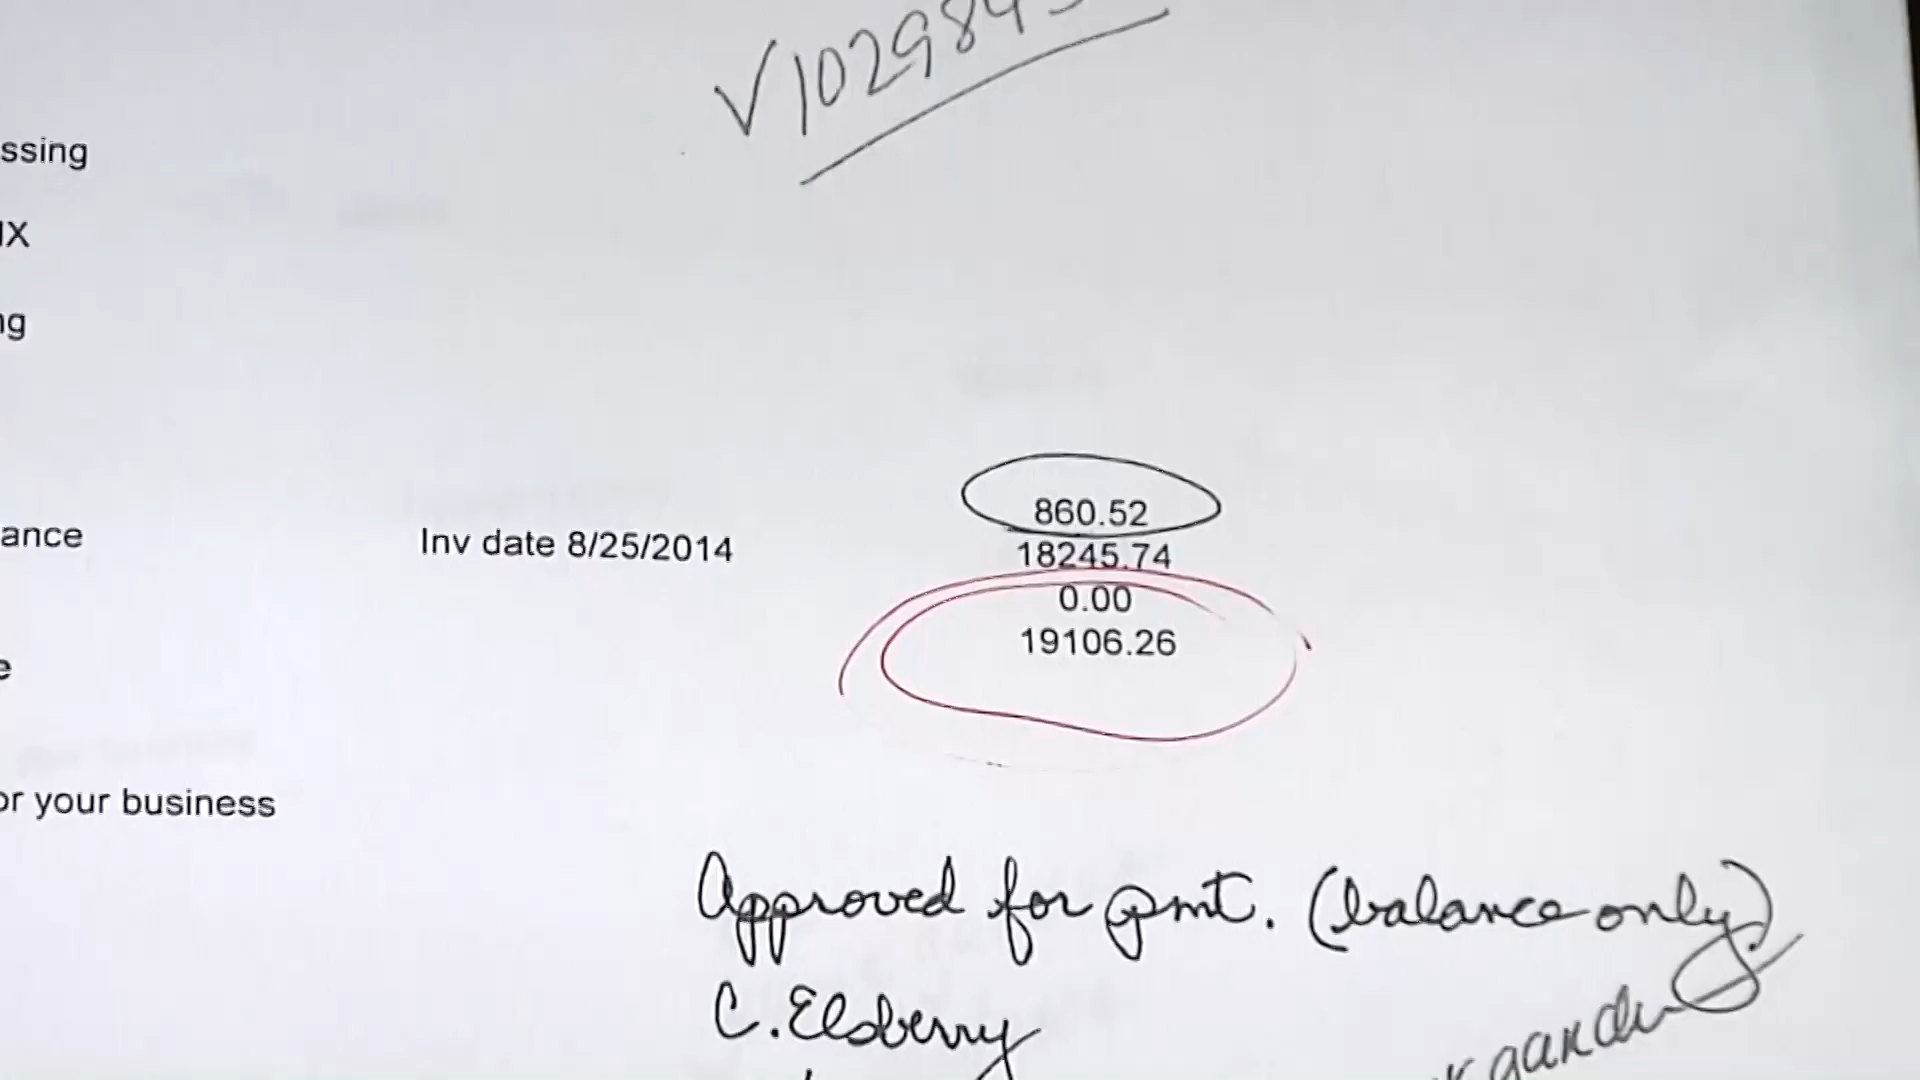 ssing
IX
ng
860.52
ance Inv date 8/25/2014 18245.74
0.00
e 19106.26
or your business
Approved for pmt. (balance only)
C. Elsberry